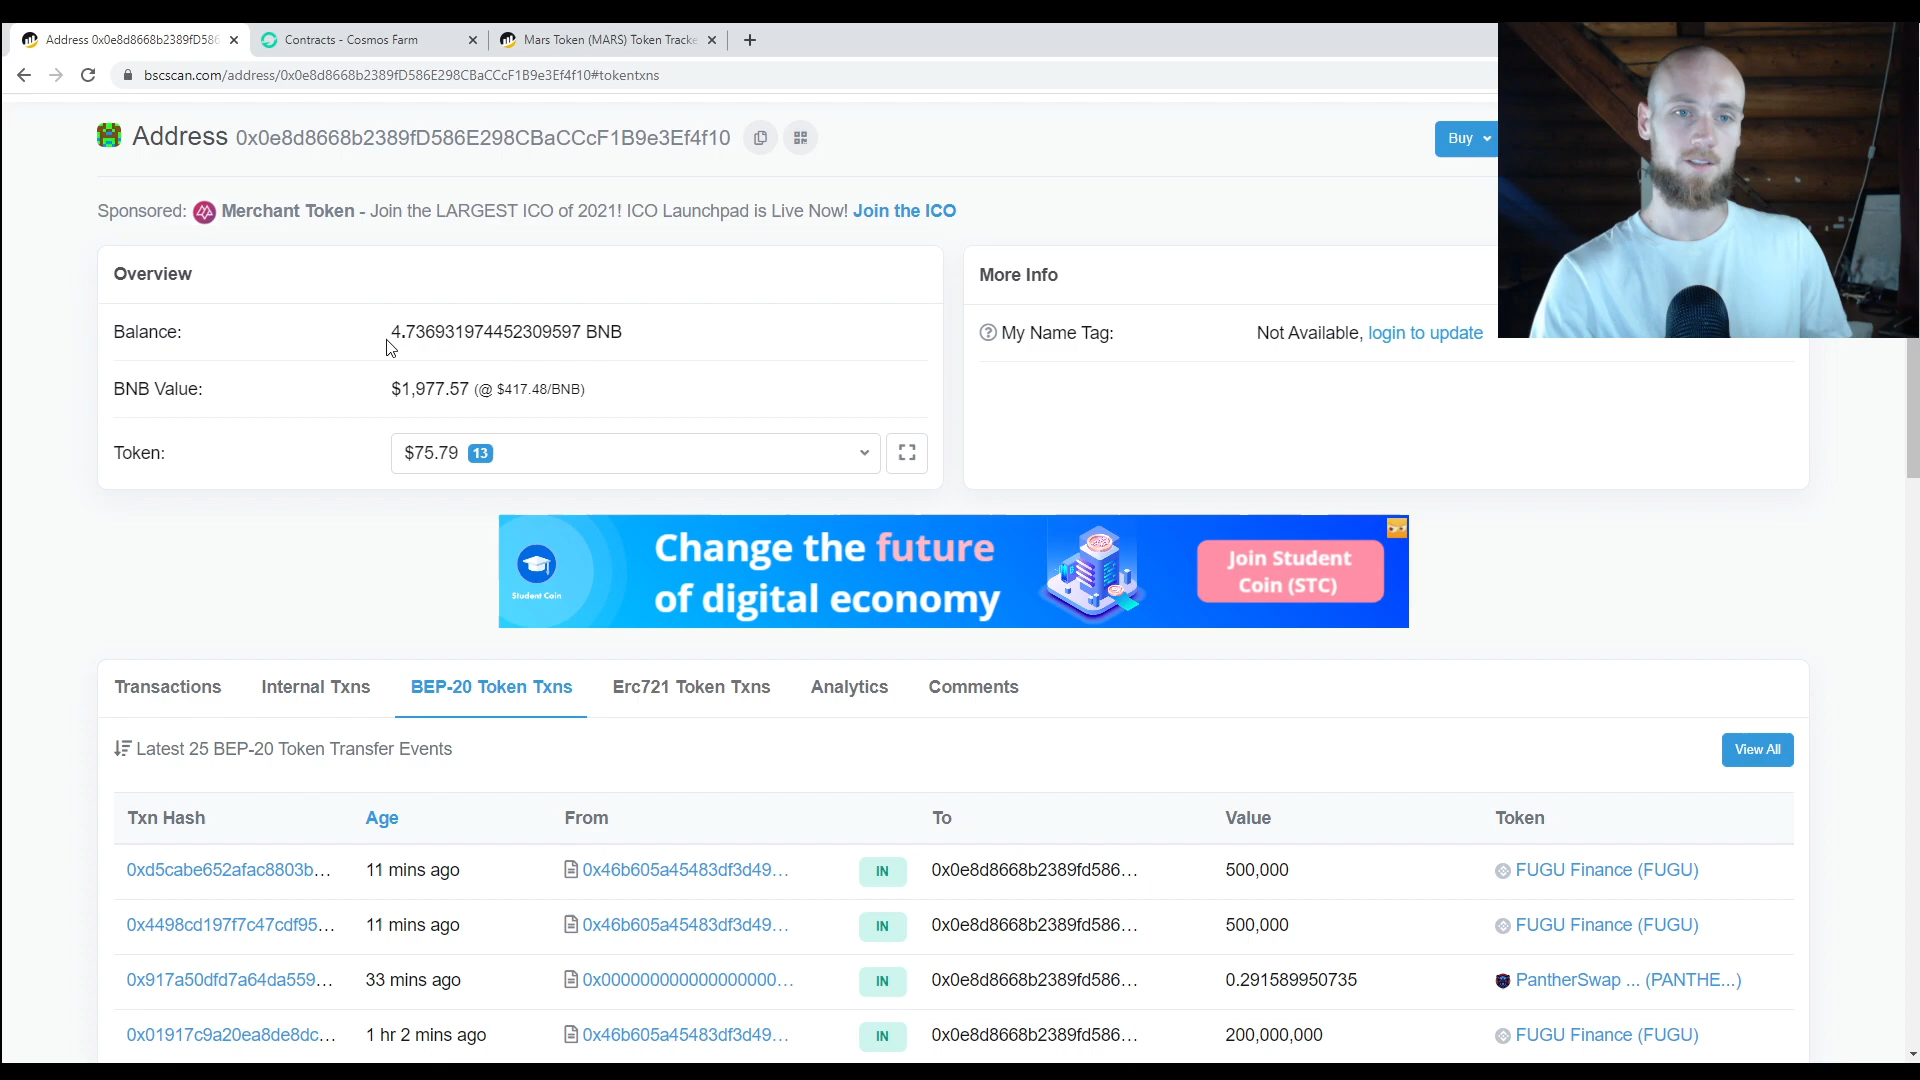 Address 0x0e8d8668b2389fD586
Contracts - Cosmos Farm
Mars Token (MARS) Token Tracke
bscscan.com/address/0x0e8d8668b2389fD586E298CBaCCcF1B9e3Ef4f10#tokentxns
Address 0x0e8d8668b2389fD586E298CBaCCcF1B9e3Ef4f10
Buy
Sponsored: Merchant Token - Join the LARGEST ICO of 2021! ICO Launchpad is Live Now! Join the ICO
Overview
Balance: 4.736931974452309597 BNB
BNB Value: $1,977.57 (@ $417.48/BNB)
Token: $75.79 13
More Info
My Name Tag: Not Available, login to update
Student Coin
Change the future
of digital economy
Join Student
Coin (STC)
Transactions Internal Txns BEP-20 Token Txns Erc721 Token Txns Analytics Comments
Latest 25 BEP-20 Token Transfer Events
View All
Txn Hash Age From To Value Token
0xd5cabe652afac8803b... 11 mins ago 0x46b605a45483df3d49... IN 0x0e8d8668b2389fd586... 500,000 FUGU Finance (FUGU)
0x4498cd197f7c47cdf95... 11 mins ago 0x46b605a45483df3d49... IN 0x0e8d8668b2389fd586... 500,000 FUGU Finance (FUGU)
0x917a50dfd7a64da559... 33 mins ago 0x000000000000000000... IN 0x0e8d8668b2389fd586... 0.291589950735 PantherSwap ... (PANTHE...)
0x01917c9a20ea8de8dc... 1 hr 2 mins ago 0x46b605a45483df3d49... IN 0x0e8d8668b2389fd586... 200,000,000 FUGU Finance (FUGU)